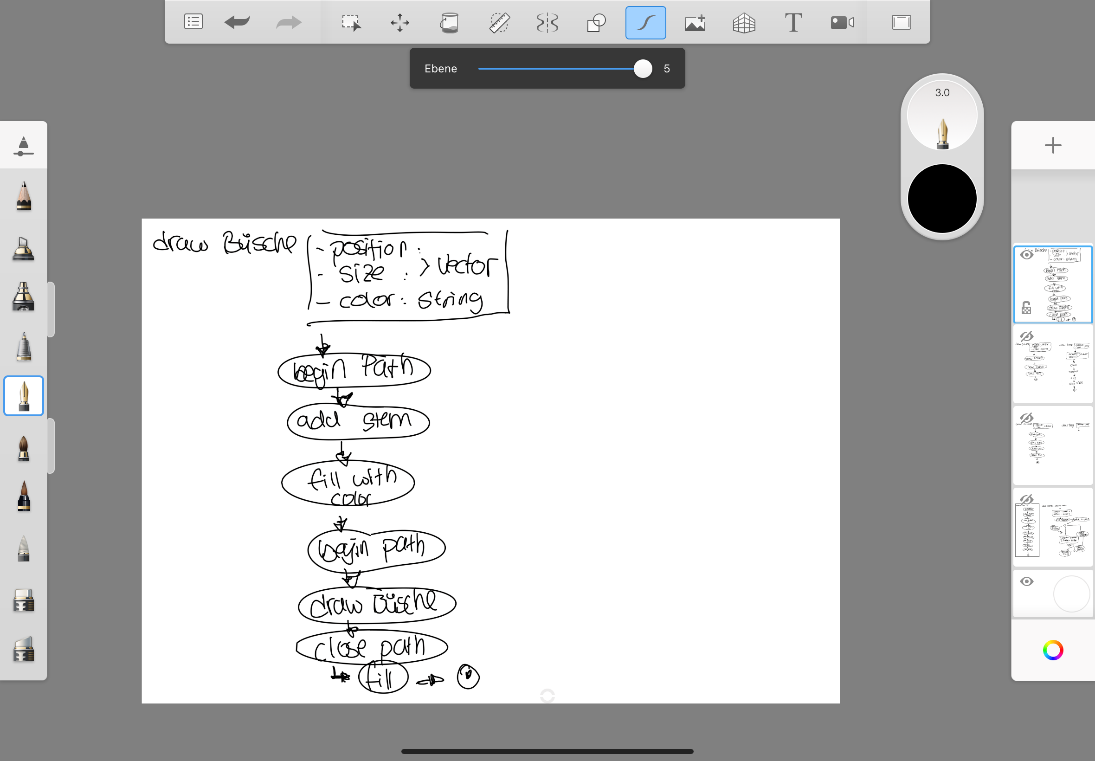 T
Ebene 5
3.0
draw Büsche
- position :
- size : > Vector
- color : String
begin Path
add stem
fill with
color
begin path
draw Büsche
close path
fill